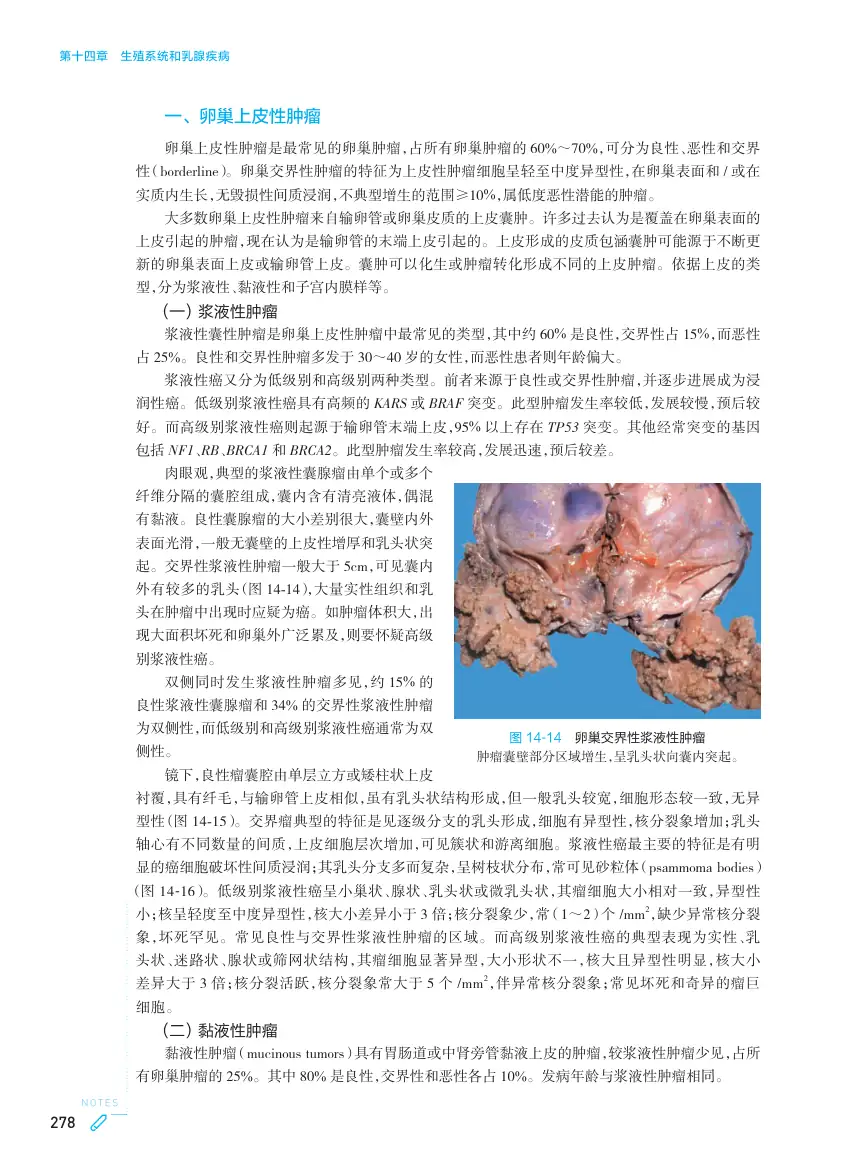 第十四章 生殖系统和乳腺疾病
一、卵巢上皮性肿瘤
卵巢上皮性肿瘤是最常见的卵巢肿瘤,占所有卵巢肿瘤的 60%～70%,可分为良性、恶性和交界
性(borderline)。卵巢交界性肿瘤的特征为上皮性肿瘤细胞呈轻至中度异型性,在卵巢表面和 / 或在
实质内生长,无毁损性间质浸润,不典型增生的范围≥10%,属低度恶性潜能的肿瘤。
大多数卵巢上皮性肿瘤来自输卵管或卵巢皮质的上皮囊肿。许多过去认为是覆盖在卵巢表面的
上皮引起的肿瘤,现在认为是输卵管的末端上皮引起的。上皮形成的皮质包涵囊肿可能源于不断更
新的卵巢表面上皮或输卵管上皮。囊肿可以化生或肿瘤转化形成不同的上皮肿瘤。依据上皮的类
型,分为浆液性、黏液性和子宫内膜样等。
(一)浆液性肿瘤
浆液性囊性肿瘤是卵巢上皮性肿瘤中最常见的类型,其中约 60% 是良性,交界性占 15%,而恶性
占 25%。良性和交界性肿瘤多发于 30～40 岁的女性,而恶性患者则年龄偏大。
浆液性癌又分为低级别和高级别两种类型。前者来源于良性或交界性肿瘤,并逐步进展成为浸
润性癌。低级别浆液性癌具有高频的 KARS 或 BRAF 突变。此型肿瘤发生率较低,发展较慢,预后较
好。而高级别浆液性癌则起源于输卵管末端上皮,95% 以上存在 TP53 突变。其他经常突变的基因
包括 NF1、RB、BRCA1 和 BRCA2。此型肿瘤发生率较高,发展迅速,预后较差。
肉眼观,典型的浆液性囊腺瘤由单个或多个
纤维分隔的囊腔组成,囊内含有清亮液体,偶混
有黏液。良性囊腺瘤的大小差别很大,囊壁内外
表面光滑,一般无囊壁的上皮性增厚和乳头状突
起。交界性浆液性肿瘤一般大于 5cm,可见囊内
外有较多的乳头(图 14-14),大量实性组织和乳
头在肿瘤中出现时应疑为癌。如肿瘤体积大,出
现大面积坏死和卵巢外广泛累及,则要怀疑高级
别浆液性癌。
双侧同时发生浆液性肿瘤多见,约 15% 的
良性浆液性囊腺瘤和 34% 的交界性浆液性肿瘤
为双侧性,而低级别和高级别浆液性癌通常为双
侧性。
图 14-14 卵巢交界性浆液性肿瘤
肿瘤囊壁部分区域增生,呈乳头状向囊内突起。
镜下,良性瘤囊腔由单层立方或矮柱状上皮
衬覆,具有纤毛,与输卵管上皮相似,虽有乳头状结构形成,但一般乳头较宽,细胞形态较一致,无异
型性(图 14-15)。交界瘤典型的特征是见逐级分支的乳头形成,细胞有异型性,核分裂象增加;乳头
轴心有不同数量的间质,上皮细胞层次增加,可见簇状和游离细胞。浆液性癌最主要的特征是有明
显的癌细胞破坏性间质浸润;其乳头分支多而复杂,呈树枝状分布,常可见砂粒体(psammoma bodies)
(图 14-16)。低级别浆液性癌呈小巢状、腺状、乳头状或微乳头状,其瘤细胞大小相对一致,异型性
小;核呈轻度至中度异型性,核大小差异小于 3 倍;核分裂象少,常(1～2)个 /mm²,缺少异常核分裂
象,坏死罕见。常见良性与交界性浆液性肿瘤的区域。而高级别浆液性癌的典型表现为实性、乳
头状、迷路状、腺状或筛网状结构,其瘤细胞显著异型,大小形状不一,核大且异型性明显,核大小
差异大于 3 倍;核分裂活跃,核分裂象常大于 5 个 /mm²,伴异常核分裂象;常见坏死和奇异的瘤巨
细胞。
(二)黏液性肿瘤
黏液性肿瘤(mucinous tumors)具有胃肠道或中肾旁管黏液上皮的肿瘤,较浆液性肿瘤少见,占所
有卵巢肿瘤的 25%。其中 80% 是良性,交界性和恶性各占 10%。发病年龄与浆液性肿瘤相同。
NOTES
278